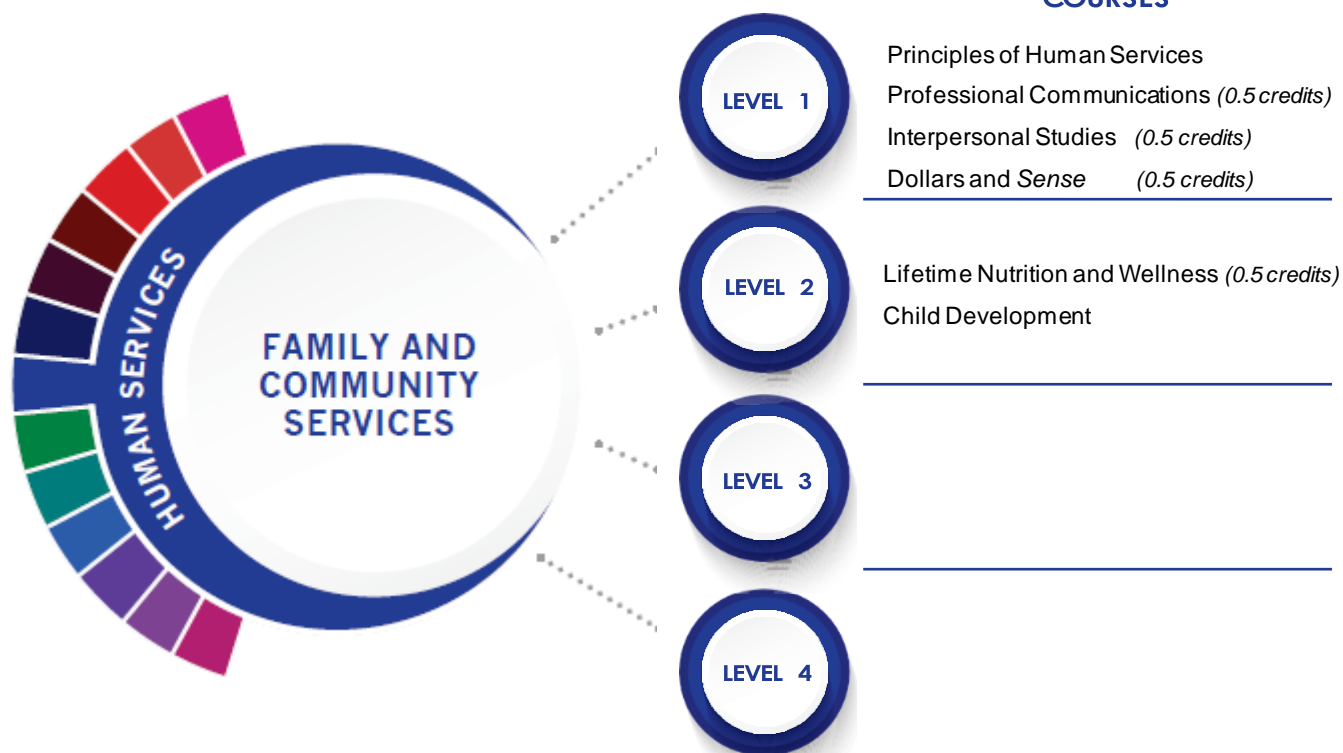 COURSES
LEVEL 1
Principles of Human Services
Professional Communications (0.5 credits)
Interpersonal Studies (0.5 credits)
Dollars and Sense (0.5 credits)
LEVEL 2
Lifetime Nutrition and Wellness (0.5 credits)
Child Development
HUMAN SERVICES
FAMILY AND
COMMUNITY
SERVICES
LEVEL 3
LEVEL 4